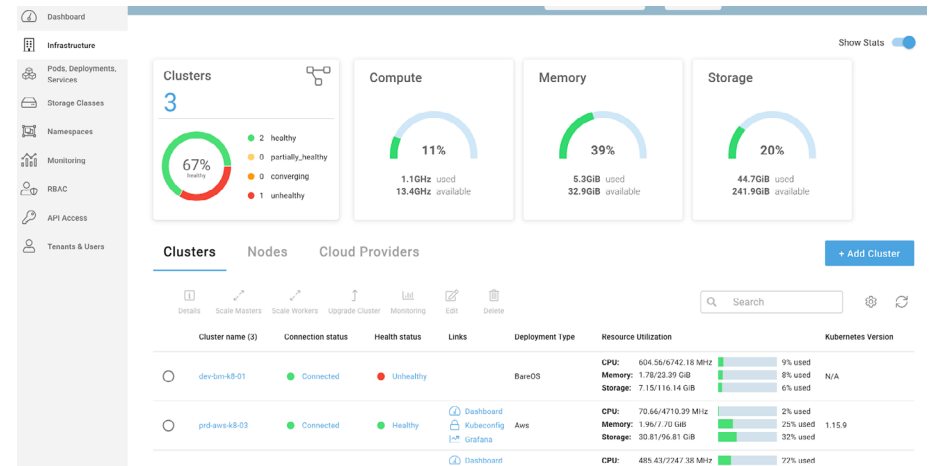 Dashboard
Infrastructure
Pods, Deployments,
Services
Storage Classes
Namespaces
Monitoring
RBAC
API Access
Tenants & Users
Show Stats
Clusters
3
67%
healthy
2 healthy
0 partially_healthy
0 converging
1 unhealthy
Compute
11%
1.1GHz used
13.4GHz available
Memory
39%
5.3GiB used
32.9GiB available
Storage
20%
44.7GiB used
241.9GiB available
Clusters Nodes Cloud Providers
+ Add Cluster
Details Scale Masters Scale Workers Upgrade Cluster Monitoring Edit Delete
Search
Cluster name (3) Connection status Health status Links Deployment Type Resource Utilization Kubernetes Version
dev-bm-k8-01 Connected Unhealthy BareOS N/A
CPU: 604.56/6742.18 MHz 9% used
Memory: 1.78/23.39 GiB 8% used
Storage: 7.15/116.14 GiB 6% used
prd-aws-k8-03 Connected Healthy Aws 1.15.9
Dashboard
Kubeconfig
Grafana
CPU: 70.66/4710.39 MHz 2% used
Memory: 1.96/7.70 GiB 25% used
Storage: 30.81/96.81 GiB 32% used
Dashboard
CPU: 485.43/2247.38 MHz 22% used